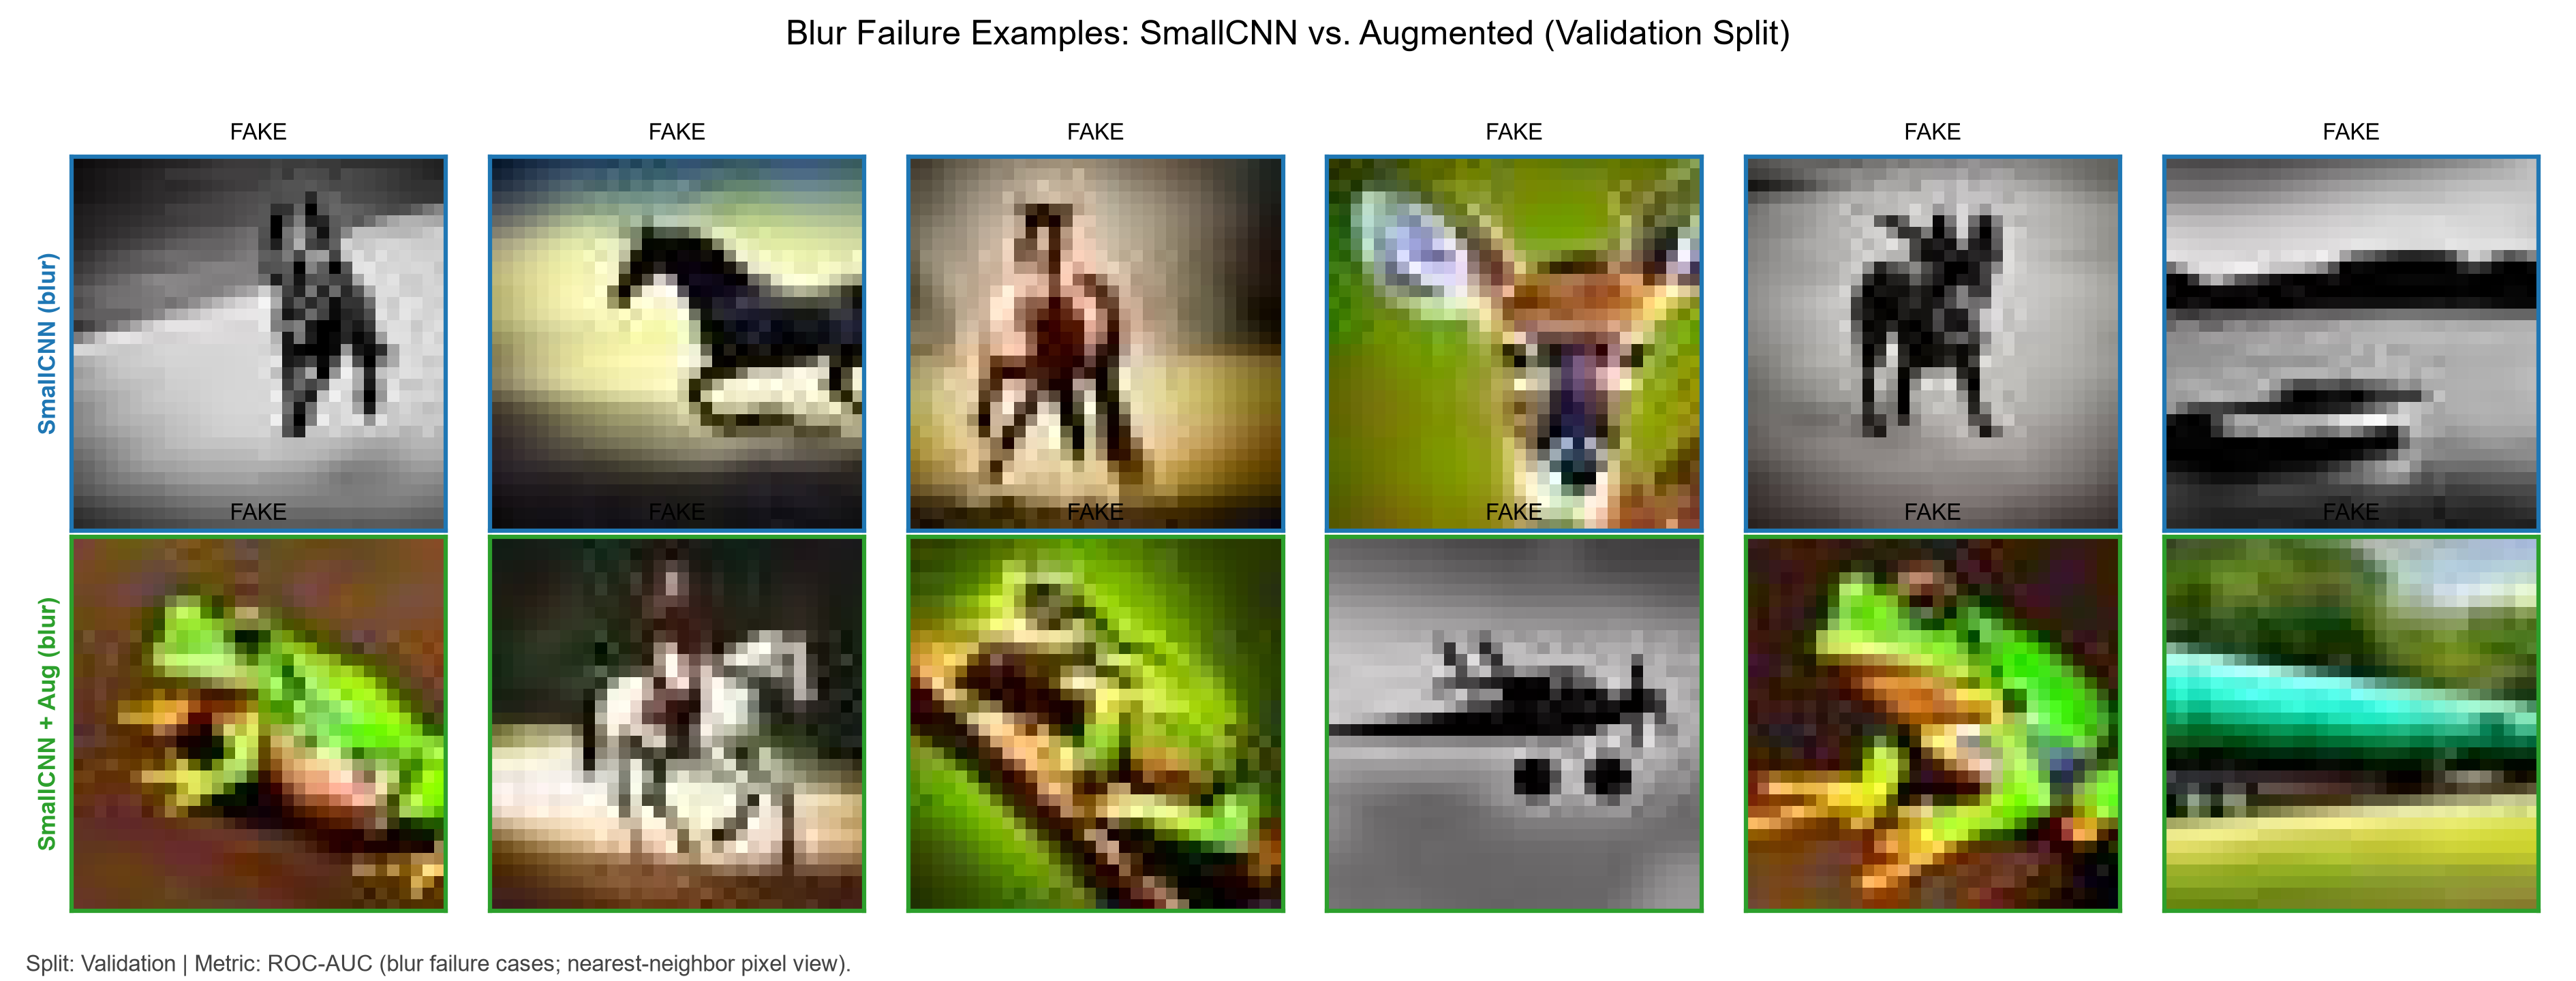 Blur Failure Examples: SmallCNN vs. Augmented (Validation Split)
FAKE FAKE FAKE FAKE FAKE FAKE
SmallCNN (blur)
FAKE FAKE FAKE FAKE FAKE FAKE
SmallCNN + Aug (blur)
Split: Validation | Metric: ROC-AUC (blur failure cases; nearest-neighbor pixel view).